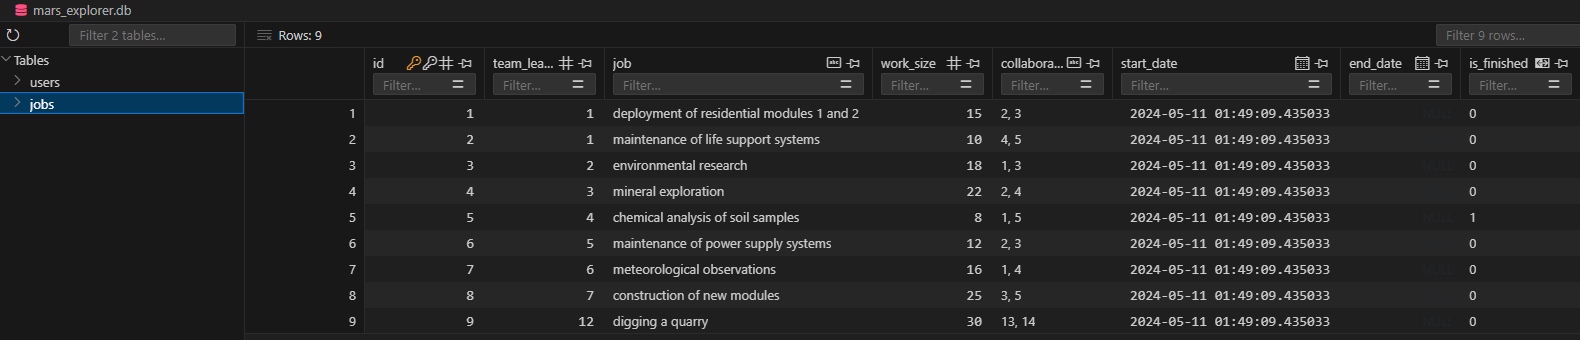 mars_explorer.db
Filter 2 tables...
Rows: 9
Filter 9 rows...
Tables
users
jobs
id team_lea... job work_size collabora... start_date end_date is_finished
Filter... Filter... Filter... Filter... Filter... Filter... Filter... Filter...
1 1 1 deployment of residential modules 1 and 2 15 2, 3 2024-05-11 01:49:09.435033 NULL 0
2 2 1 maintenance of life support systems 10 4, 5 2024-05-11 01:49:09.435033 NULL 0
3 3 2 environmental research 18 1, 3 2024-05-11 01:49:09.435033 NULL 0
4 4 3 mineral exploration 22 2, 4 2024-05-11 01:49:09.435033 NULL 0
5 5 4 chemical analysis of soil samples 8 1, 5 2024-05-11 01:49:09.435033 NULL 1
6 6 5 maintenance of power supply systems 12 2, 3 2024-05-11 01:49:09.435033 NULL 0
7 7 6 meteorological observations 16 1, 4 2024-05-11 01:49:09.435033 NULL 0
8 8 7 construction of new modules 25 3, 5 2024-05-11 01:49:09.435033 NULL 0
9 9 12 digging a quarry 30 13, 14 2024-05-11 01:49:09.435033 NULL 0